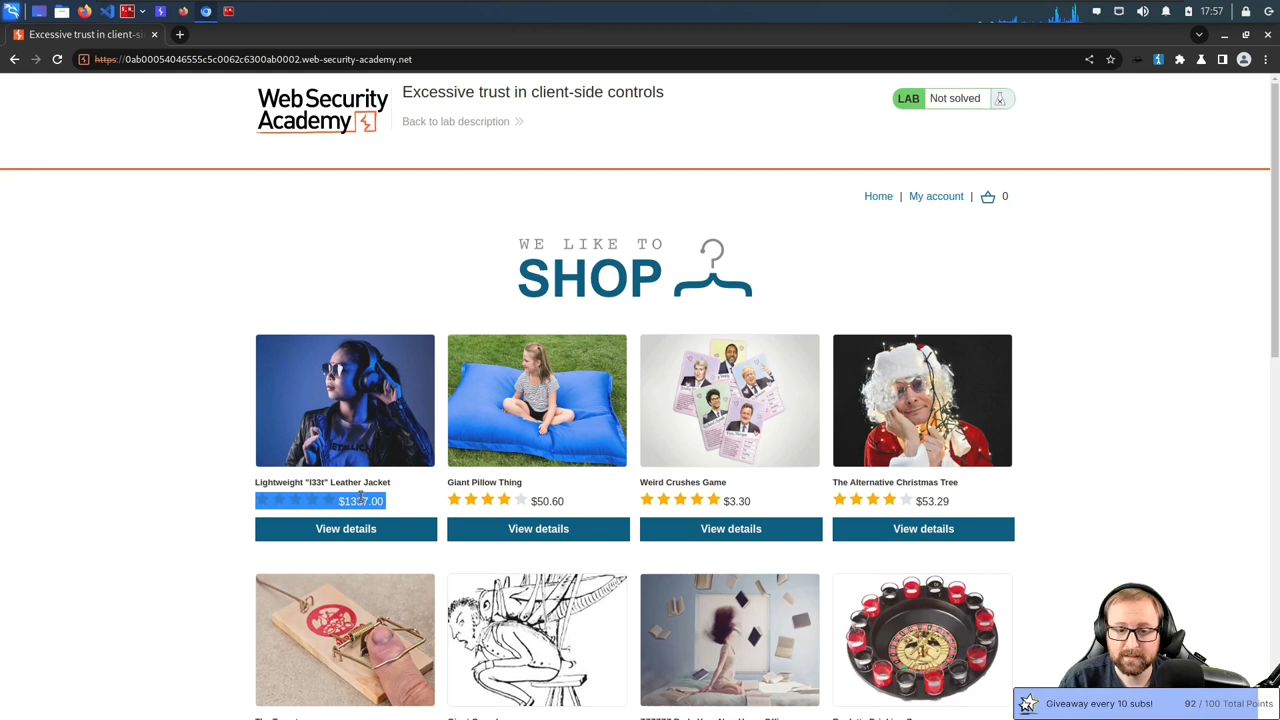 17:57
Excessive trust in client-si
https://0ab00054046555c5c0062c6300ab0002.web-security-academy.net
Web Security
Academy
Excessive trust in client-side controls
Back to lab description
LAB Not solved
Home | My account | 0
WE LIKE TO
SHOP
Lightweight "l33t" Leather Jacket
Giant Pillow Thing
Weird Crushes Game
The Alternative Christmas Tree
$1337.00
$50.60
$3.30
$53.29
View details
View details
View details
View details
Giveaway every 10 subs!
92 / 100 Total Points